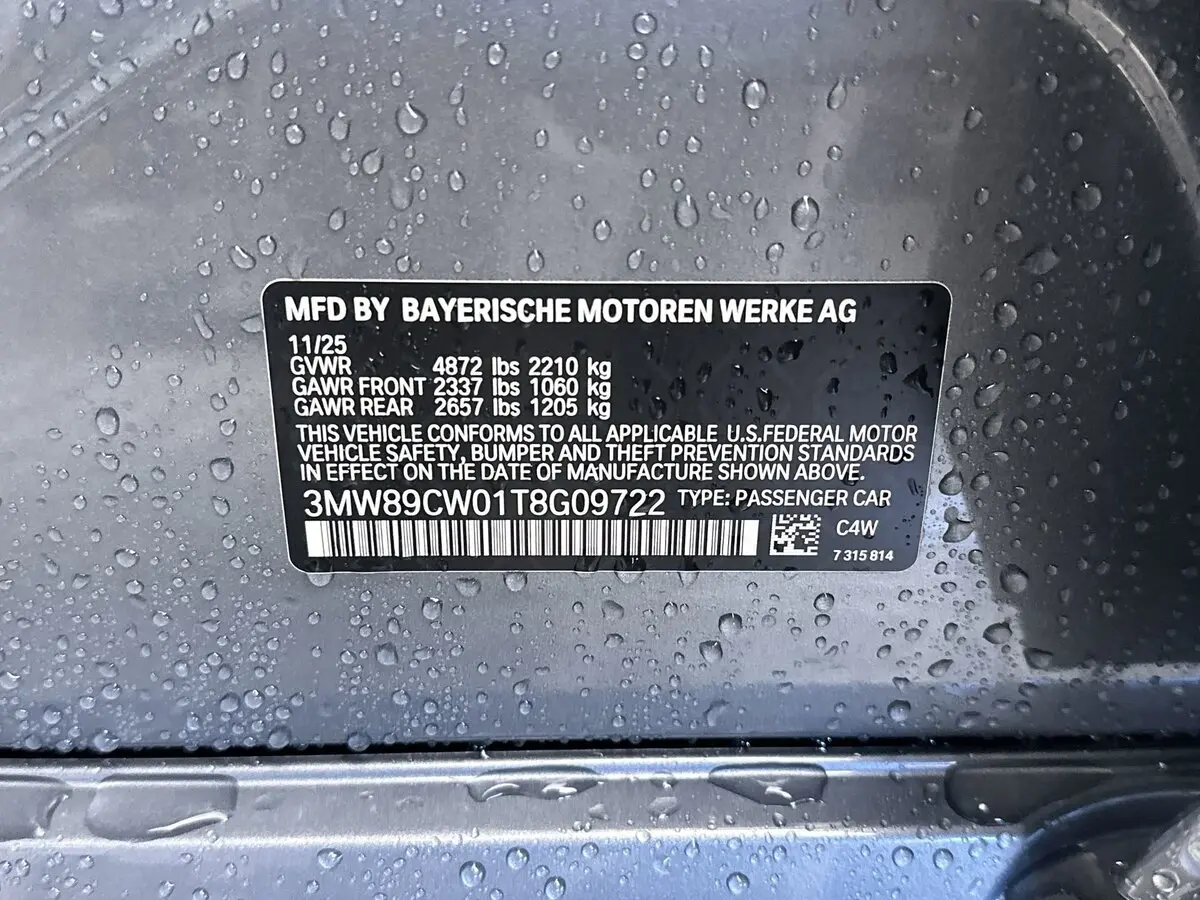 MFD BY BAYERISCHE MOTOREN WERKE AG
11/25
GVWR 4872 lbs 2210 kg
GAWR FRONT 2337 lbs 1060 kg
GAWR REAR 2657 lbs 1205 kg
THIS VEHICLE CONFORMS TO ALL APPLICABLE U.S.FEDERAL MOTOR
VEHICLE SAFETY, BUMPER AND THEFT PREVENTION STANDARDS
IN EFFECT ON THE DATE OF MANUFACTURE SHOWN ABOVE.
3MW89CW01T8G09722 TYPE: PASSENGER CAR
C4W
7 315 814